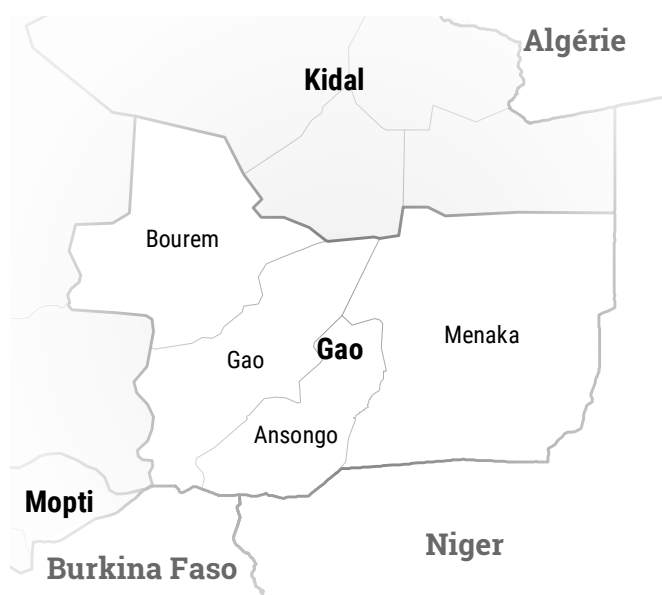 Algérie
Kidal
Bourem
Menaka
Gao
Gao
Ansongo
Mopti
Niger
Burkina Faso